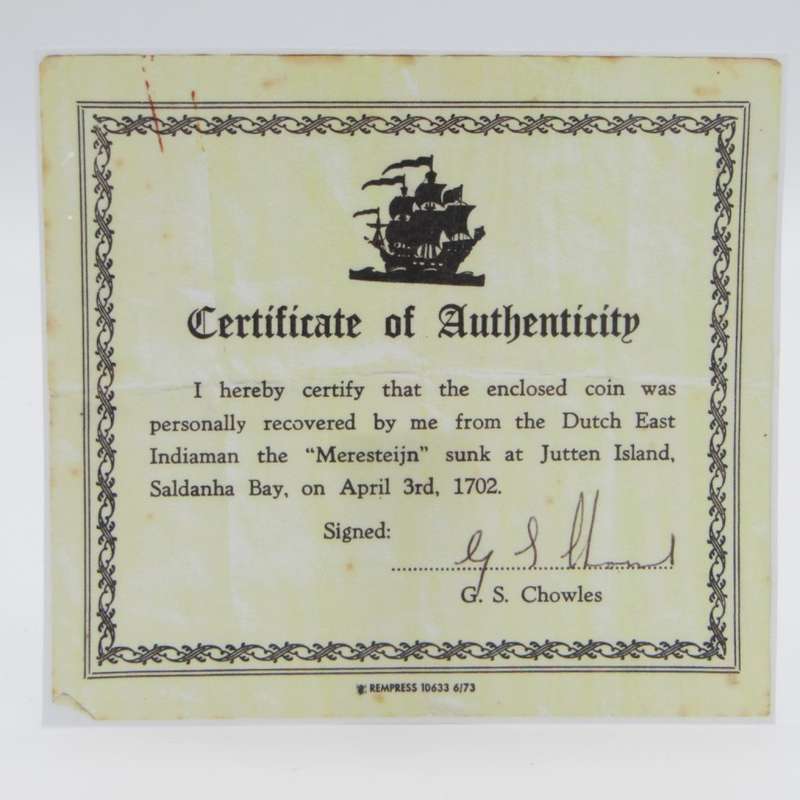 Certificate of Authenticity
I hereby certify that the enclosed coin was
personally recovered by me from the Dutch East
Indiaman the "Meresteijn" sunk at Jutten Island,
Saldanha Bay, on April 3rd, 1702.
Signed:
G S Chowles
G. S. Chowles
REMPRESS 10633 6/73